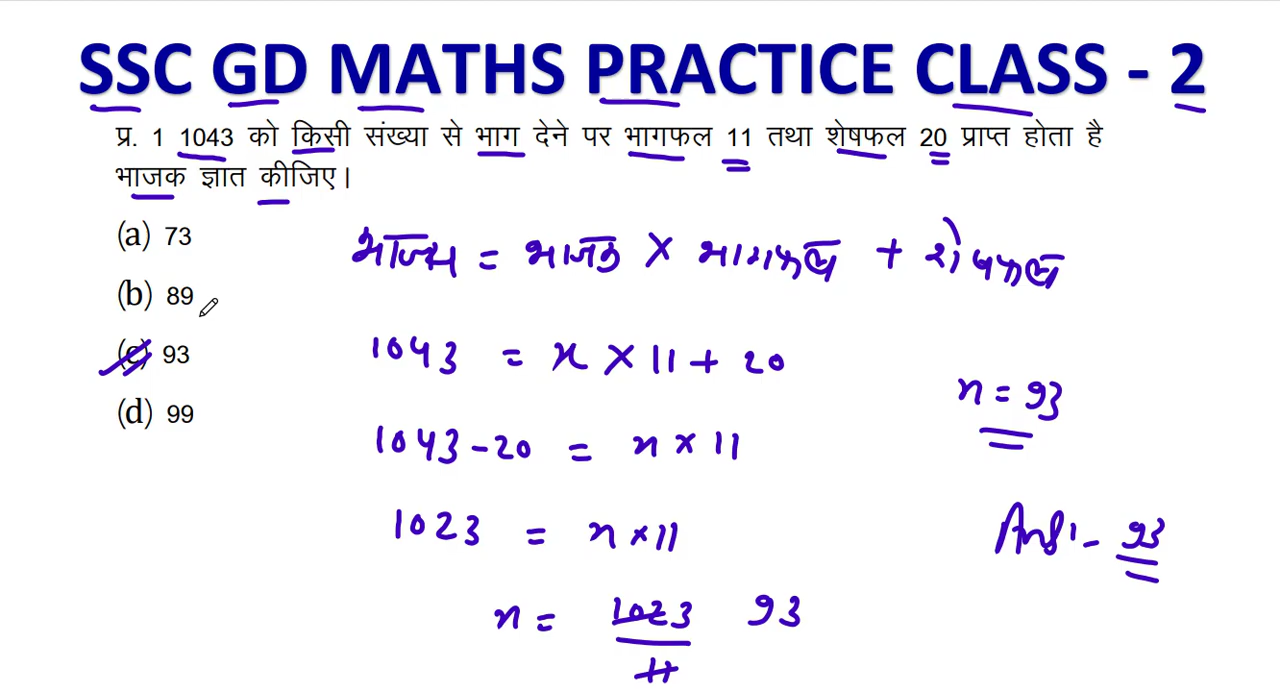 SSC GD MATHS PRACTICE CLASS - 2
प्र. 1 1043 को किसी संख्या से भाग देने पर भागफल 11 तथा शेषफल 20 प्राप्त होता है
भाजक ज्ञात कीजिए।
(a) 73
भाज्य = भाजक × भागफल + शेषफल
(b) 89
(c) 93
1043 = x × 11 + 20
x = 93
(d) 99
1043 - 20 = x × 11
1023 = x × 11
Ans - 93
x = 1023/11 93